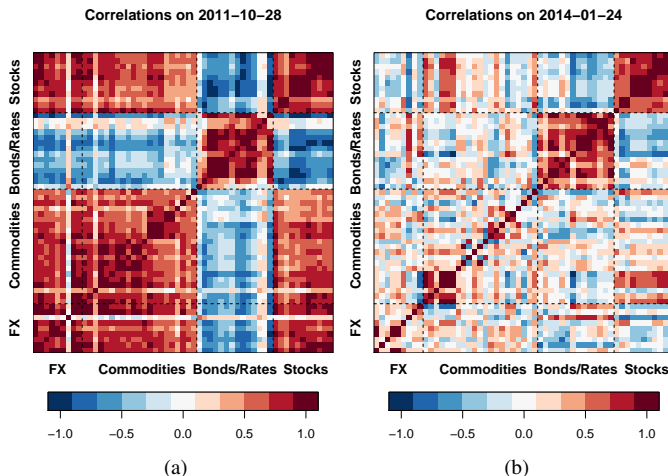 Correlations on 2011−10−28
Correlations on 2014−01−24
FX Commodities Bonds/Rates Stocks
FX Commodities Bonds/Rates Stocks
FX Commodities Bonds/Rates Stocks
FX Commodities Bonds/Rates Stocks
−1.0 −0.5 0.0 0.5 1.0
−1.0 −0.5 0.0 0.5 1.0
(a)
(b)